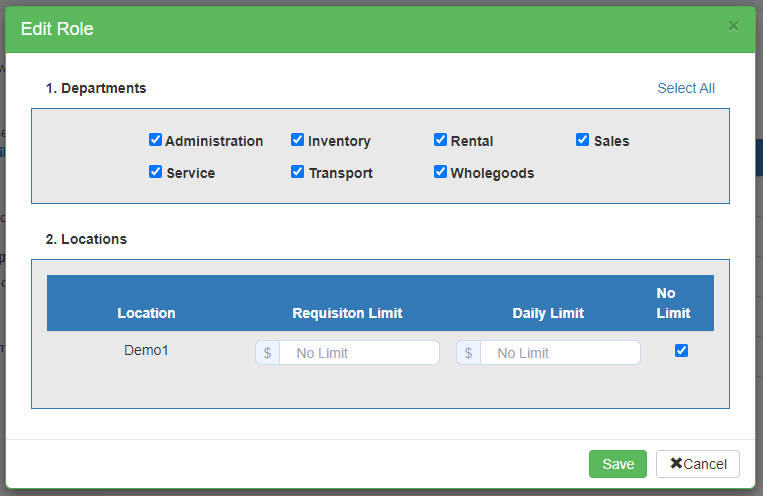 Edit Role ×
1. Departments Select All
Administration Inventory Rental Sales
Service Transport Wholegoods
2. Locations
Location Requisiton Limit Daily Limit No Limit
Demo1 $ No Limit $ No Limit
Save ✖Cancel